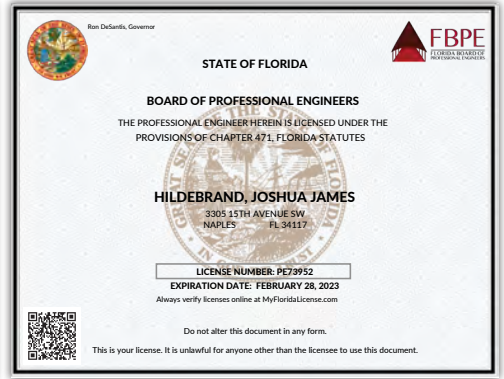 Ron DeSantis, Governor
FBPE
FLORIDA BOARD OF
PROFESSIONAL ENGINEERS
STATE OF FLORIDA
BOARD OF PROFESSIONAL ENGINEERS
THE PROFESSIONAL ENGINEER HEREIN IS LICENSED UNDER THE
PROVISIONS OF CHAPTER 471, FLORIDA STATUTES
HILDEBRAND, JOSHUA JAMES
3305 15TH AVENUE SW
NAPLES FL 34117
LICENSE NUMBER: PE73952
EXPIRATION DATE: FEBRUARY 28, 2023
Always verify licenses online at MyFloridaLicense.com
Do not alter this document in any form.
This is your license. It is unlawful for anyone other than the licensee to use this document.